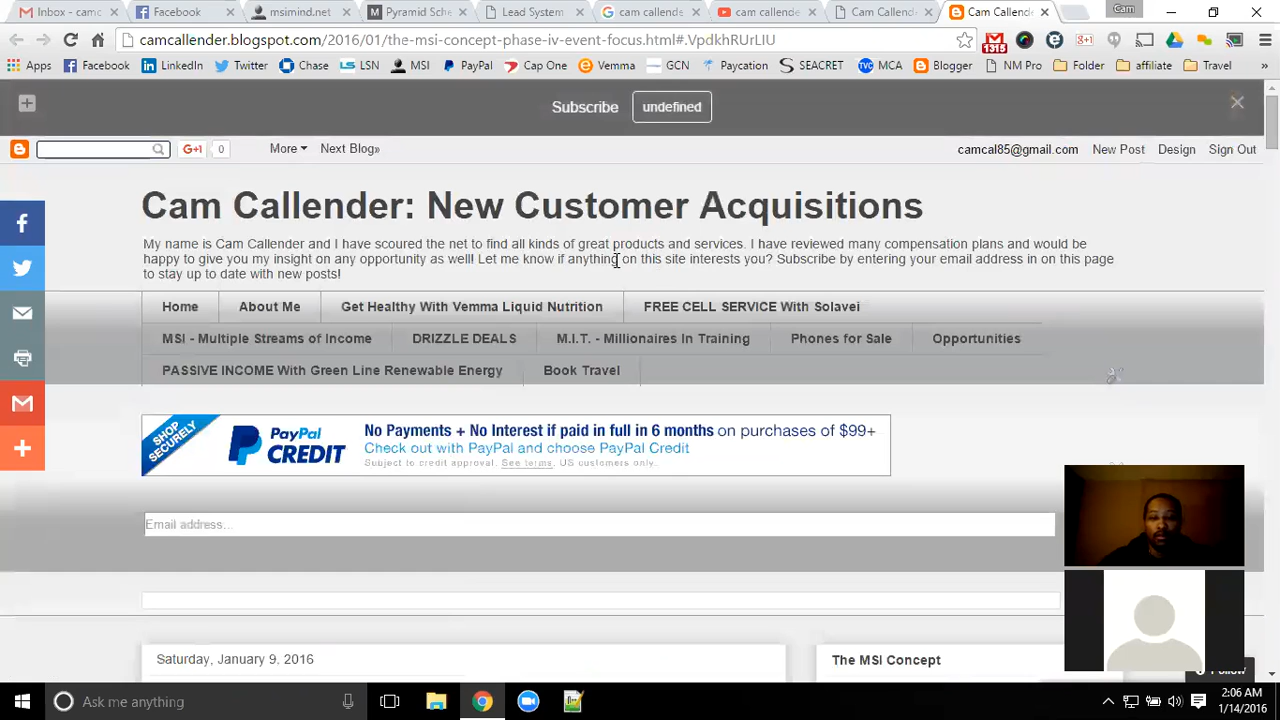 Inbox - camc
Facebook
msimind.net
Pyramid Sche
Lead System
cam callende
cam callende
Cam Callend
Cam Callende
Cam
camcallender.blogspot.com/2016/01/the-msi-concept-phase-iv-event-focus.html#.VpdkhRUrLIU
1315
Apps
Facebook
LinkedIn
Twitter
Chase
LS LSN
MSI
PayPal
Cap One
Vemma
GCN
Paycation
SEACRET
TVC MCA
Blogger
NM Pro
Folder
affiliate
Travel
Subscribe undefined
G+1 0
More
Next Blog»
camcal85@gmail.com
New Post
Design
Sign Out
Cam Callender: New Customer Acquisitions
My name is Cam Callender and I have scoured the net to find all kinds of great products and services. I have reviewed many compensation plans and would be
happy to give you my insight on any opportunity as well! Let me know if anything on this site interests you? Subscribe by entering your email address in on this page
to stay up to date with new posts!
Home
About Me
Get Healthy With Vemma Liquid Nutrition
FREE CELL SERVICE With Solavei
MSI - Multiple Streams of Income
DRIZZLE DEALS
M.I.T. - Millionaires In Training
Phones for Sale
Opportunities
PASSIVE INCOME With Green Line Renewable Energy
Book Travel
SHOP SECURELY
PayPal CREDIT
No Payments + No Interest if paid in full in 6 months on purchases of $99+
Check out with PayPal and choose PayPal Credit
Subject to credit approval. See terms. US customers only.
Email address...
Saturday, January 9, 2016
The MSI Concept
Follow
Ask me anything
2:06 AM
1/14/2016